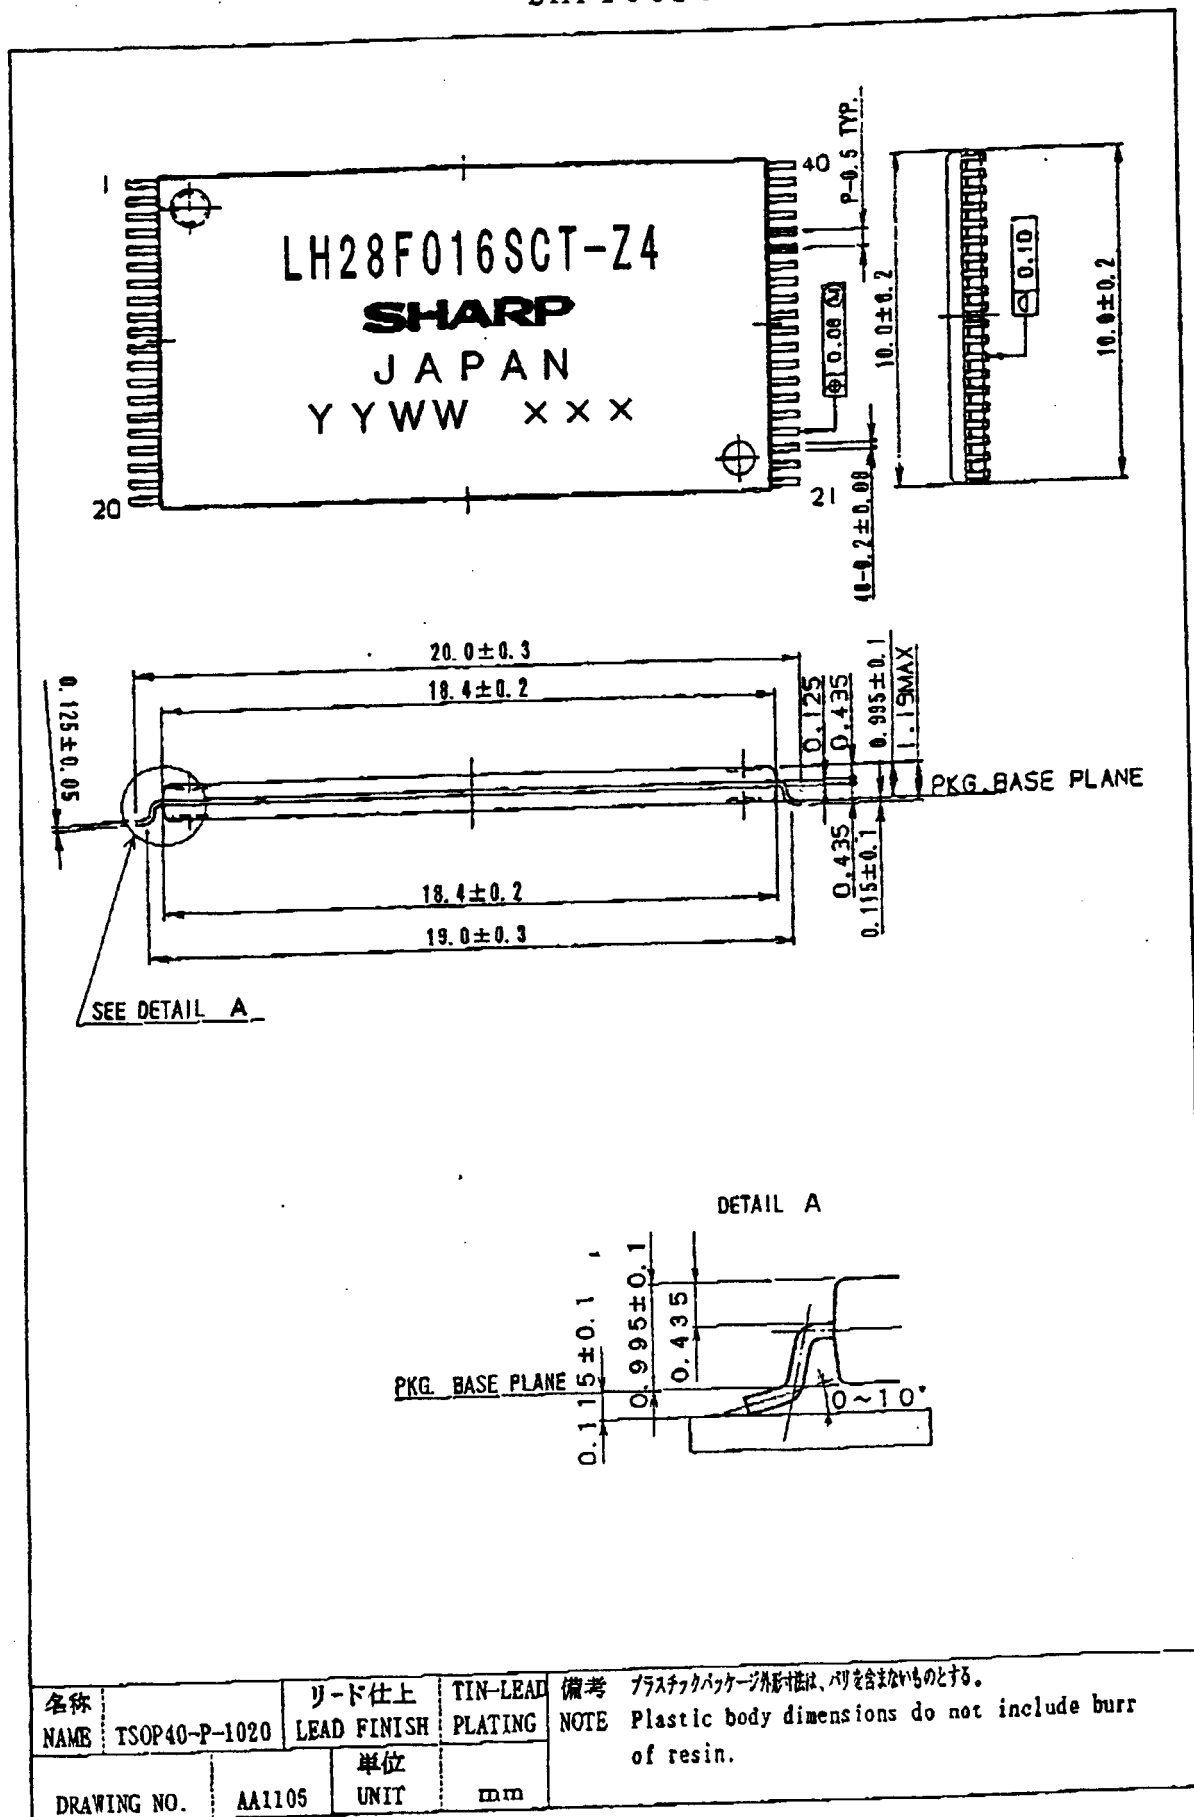 1
40
P-0.5 TYP.
LH28F016SCT-Z4
SHARP
JAPAN
YYWW ×××
20
21
0.08 M
10.0±0.2
0.10
10.0±0.2
40-0.2±0.08
20.0±0.3
18.4±0.2
0.125±0.05
0.125
0.435
0.995±0.1
1.19MAX
PKG. BASE PLANE
0.435
0.115±0.1
18.4±0.2
19.0±0.3
SEE DETAIL A
DETAIL A
0.115±0.1
0.995±0.1
0.435
PKG. BASE PLANE
0~10°
名称
NAME TSOP40-P-1020
リード仕上
LEAD FINISH
TIN-LEAD
PLATING
備考 プラスチックパッケージ外形寸法は、バリを含まないものとする。
NOTE Plastic body dimensions do not include burr
of resin.
DRAWING NO. AA1105
単位
UNIT mm